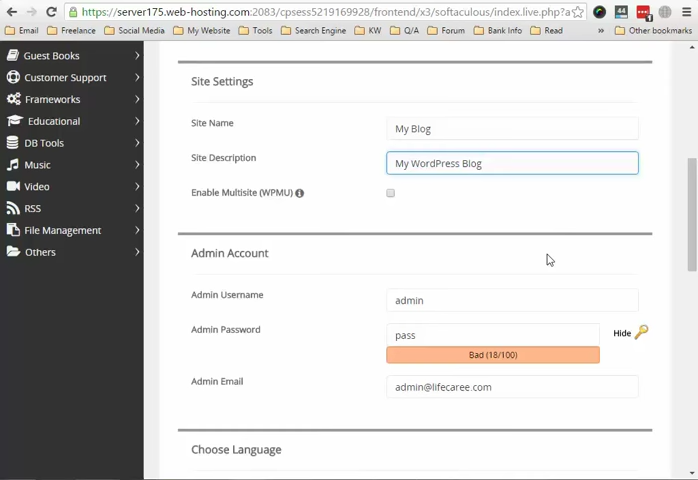 https://server175.web-hosting.com:2083/cpsess5219169928/frontend/x3/softaculous/index.live.php?a
44
1
Email Freelance Social Media My Website Tools Search Engine KW Q/A Forum Bank Info Read » Other bookmarks
Guest Books
Customer Support
Frameworks
Educational
DB Tools
Music
Video
RSS
File Management
Others
Site Settings
Site Name My Blog
Site Description My WordPress Blog
Enable Multisite (WPMU)
Admin Account
Admin Username admin
Admin Password pass Hide
Bad (18/100)
Admin Email admin@lifecaree.com
Choose Language